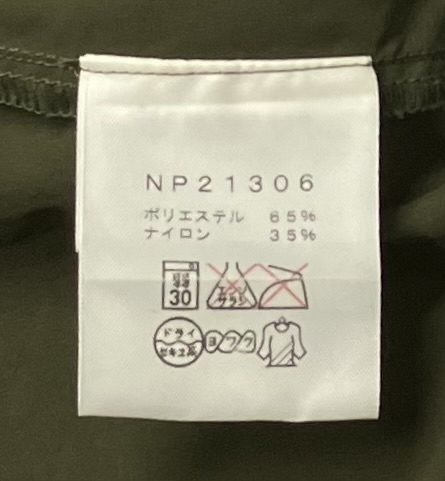 NP21306
ポリエステル 65%
ナイロン 35%
弱
30
エンソ
サラシ
ドライ
セキユ系
ヨワク